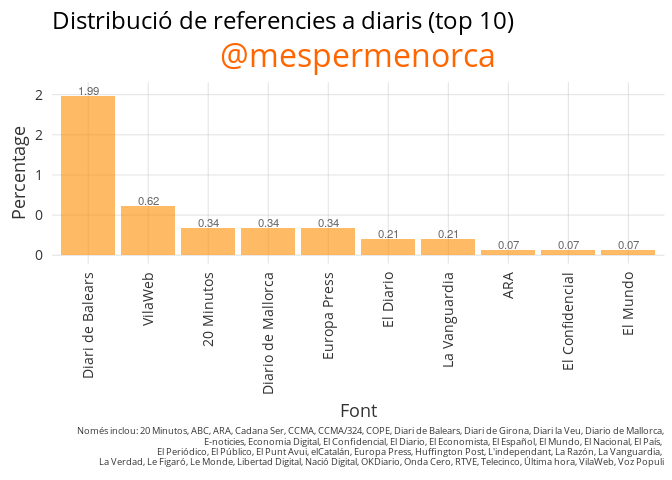 Distribució de referencies a diaris (top 10)
@mespermenorca
Percentage
2
2
1
0
0
1.99
0.62
0.34
0.34
0.34
0.21
0.21
0.07
0.07
0.07
Diari de Balears
VilaWeb
20 Minutos
Diario de Mallorca
Europa Press
El Diario
La Vanguardia
ARA
El Confidencial
El Mundo
Font
Només inclou: 20 Minutos, ABC, ARA, Cadana Ser, CCMA, CCMA/324, COPE, Diari de Balears, Diari de Girona, Diari la Veu, Diario de Mallorca,
E-noticies, Economia Digital, El Confidencial, El Diario, El Economista, El Español, El Mundo, El Nacional, El País,
El Periódico, El Público, El Punt Avui, elCatalán, Europa Press, Huffington Post, L'independant, La Razón, La Vanguardia,
La Verdad, Le Figaró, Le Monde, Libertad Digital, Nació Digital, OKDiario, Onda Cero, RTVE, Telecinco, Última hora, VilaWeb, Voz Populi